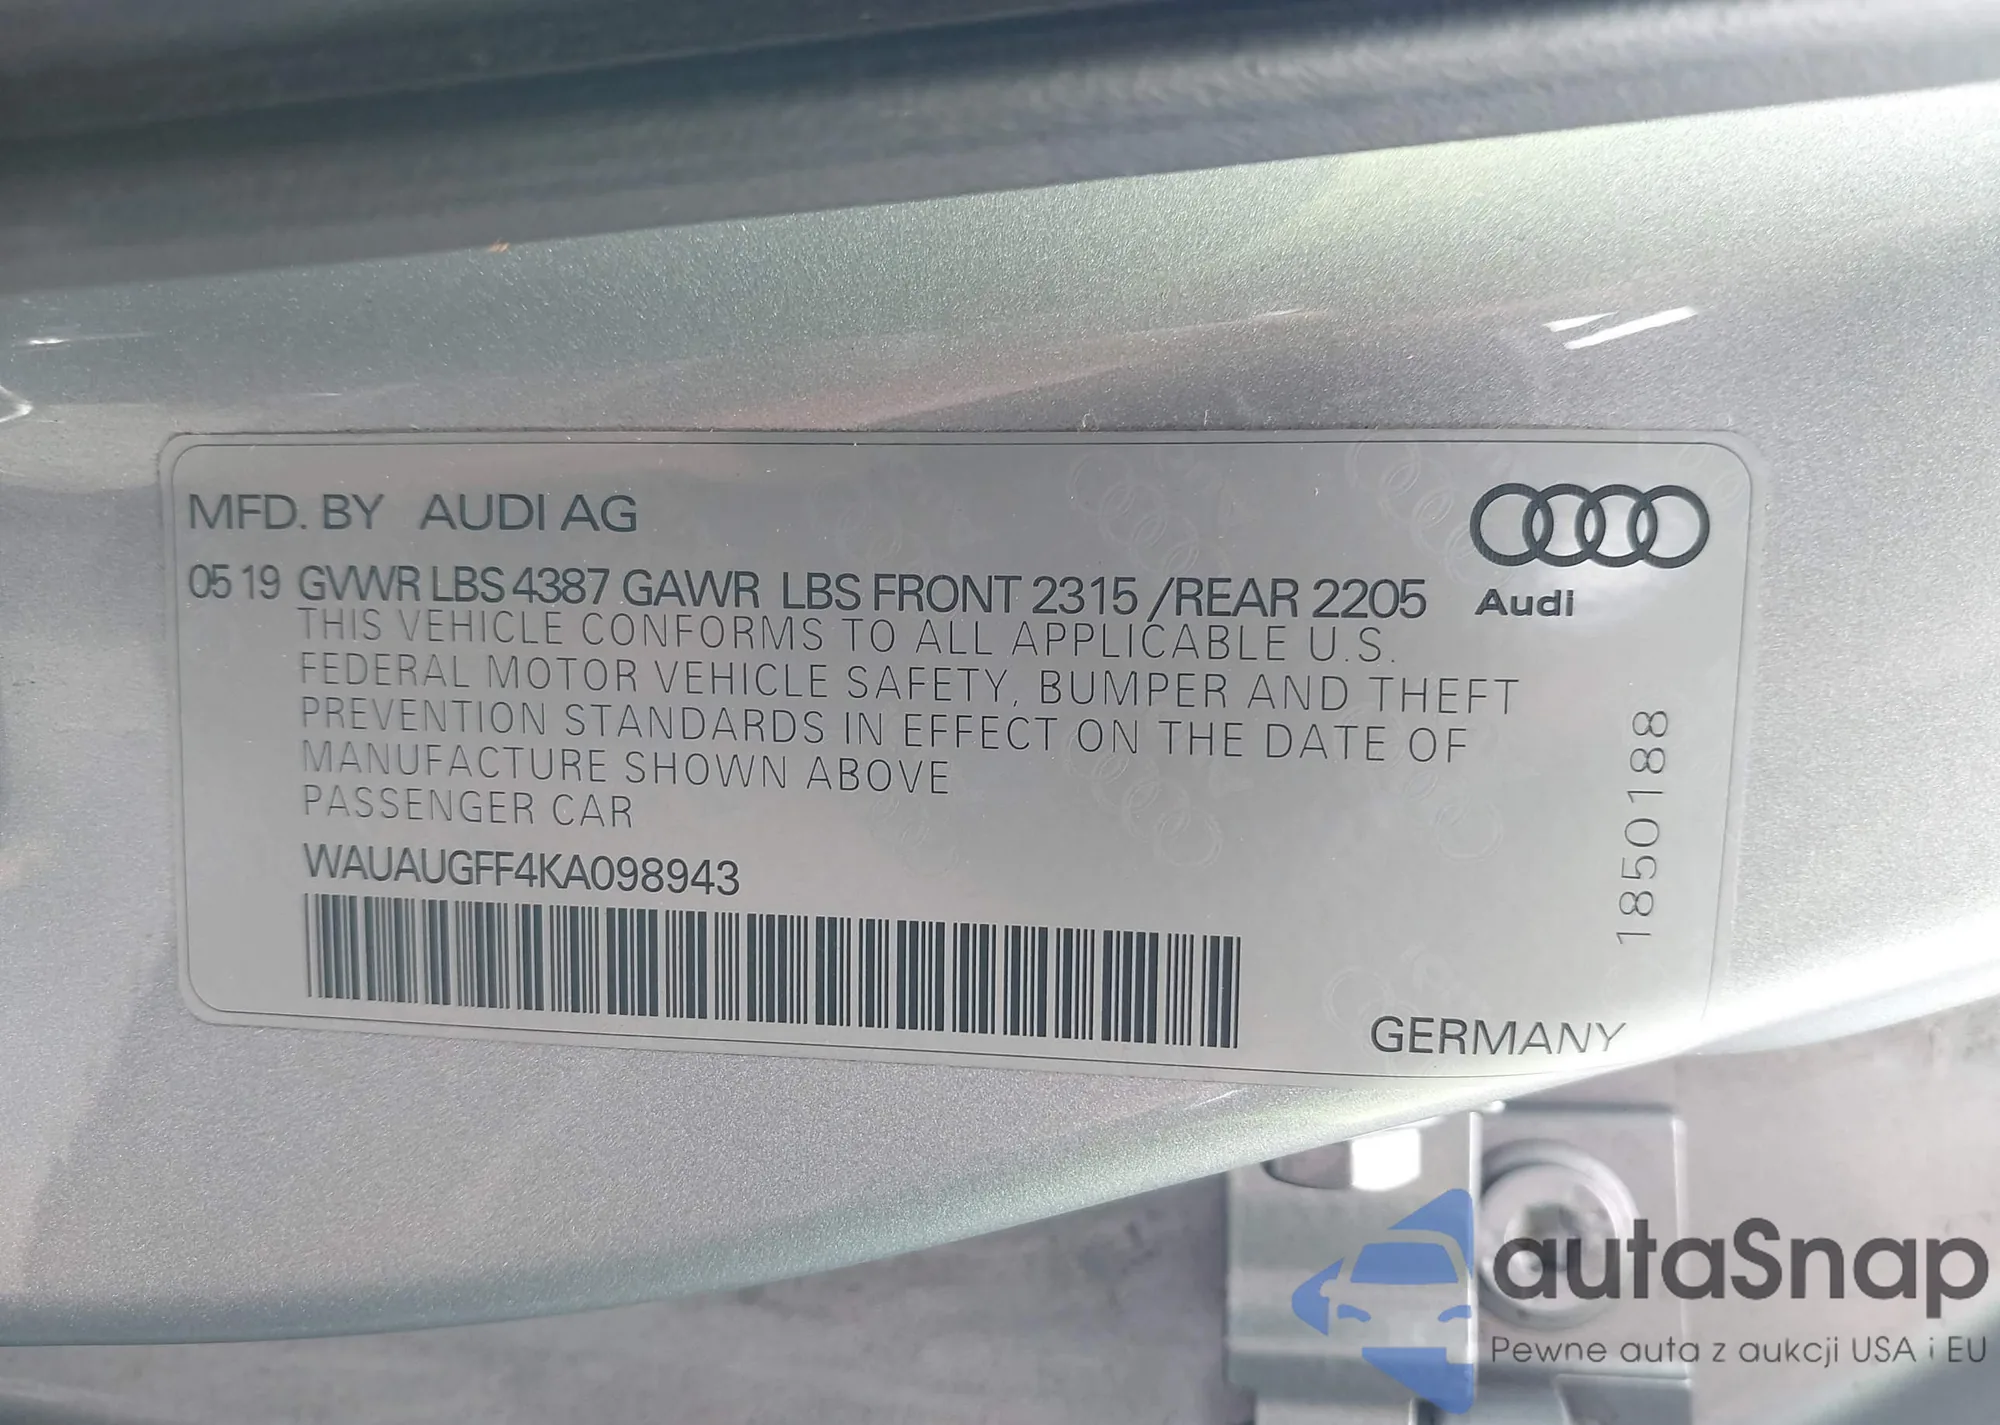 MFD. BY AUDI AG
05 19 GVWR LBS 4387 GAWR LBS FRONT 2315 /REAR 2205
Audi
THIS VEHICLE CONFORMS TO ALL APPLICABLE U.S.
FEDERAL MOTOR VEHICLE SAFETY, BUMPER AND THEFT
PREVENTION STANDARDS IN EFFECT ON THE DATE OF
MANUFACTURE SHOWN ABOVE
PASSENGER CAR
WAUAUGFF4KA098943
1850188
GERMANY
autaSnap
Pewne auta z aukcji USA i EU